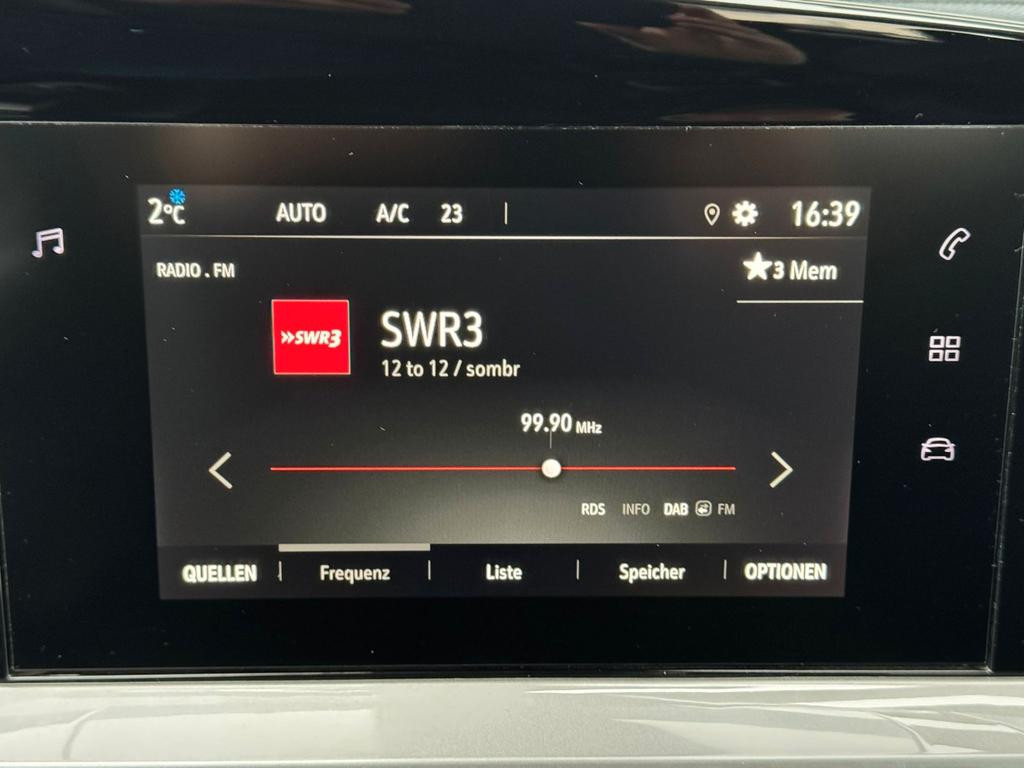 2°C AUTO A/C 23 16:39
RADIO . FM
★3 Mem
»SWR3
SWR3
12 to 12 / sombr
99.90 MHz
RDS INFO DAB FM
QUELLEN Frequenz Liste Speicher OPTIONEN